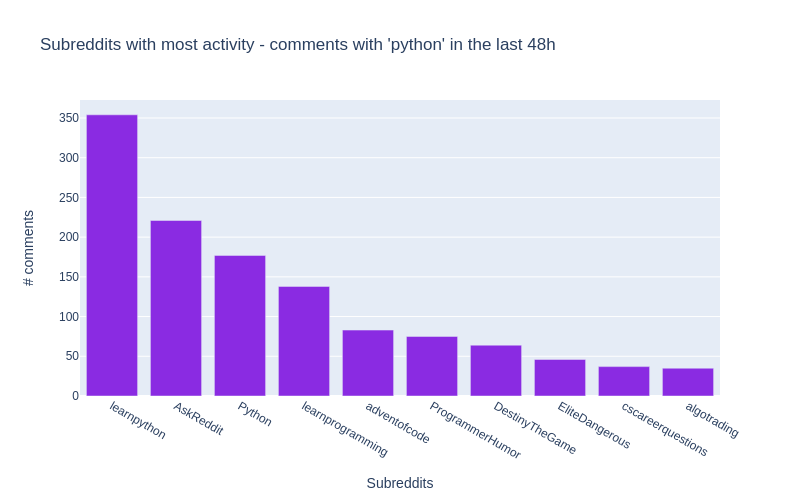 Subreddits with most activity - comments with 'python' in the last 48h
# comments
350
300
250
200
150
100
50
0
learnpython
AskReddit
Python
learnprogramming
adventofcode
ProgrammerHumor
DestinyTheGame
EliteDangerous
cscareerquestions
algotrading
Subreddits